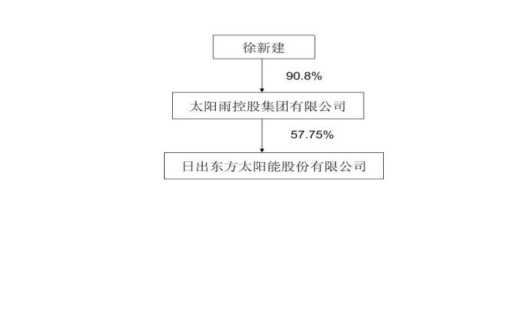 徐新建
90.8%
太阳雨控股集团有限公司
57.75%
日出东方太阳能股份有限公司